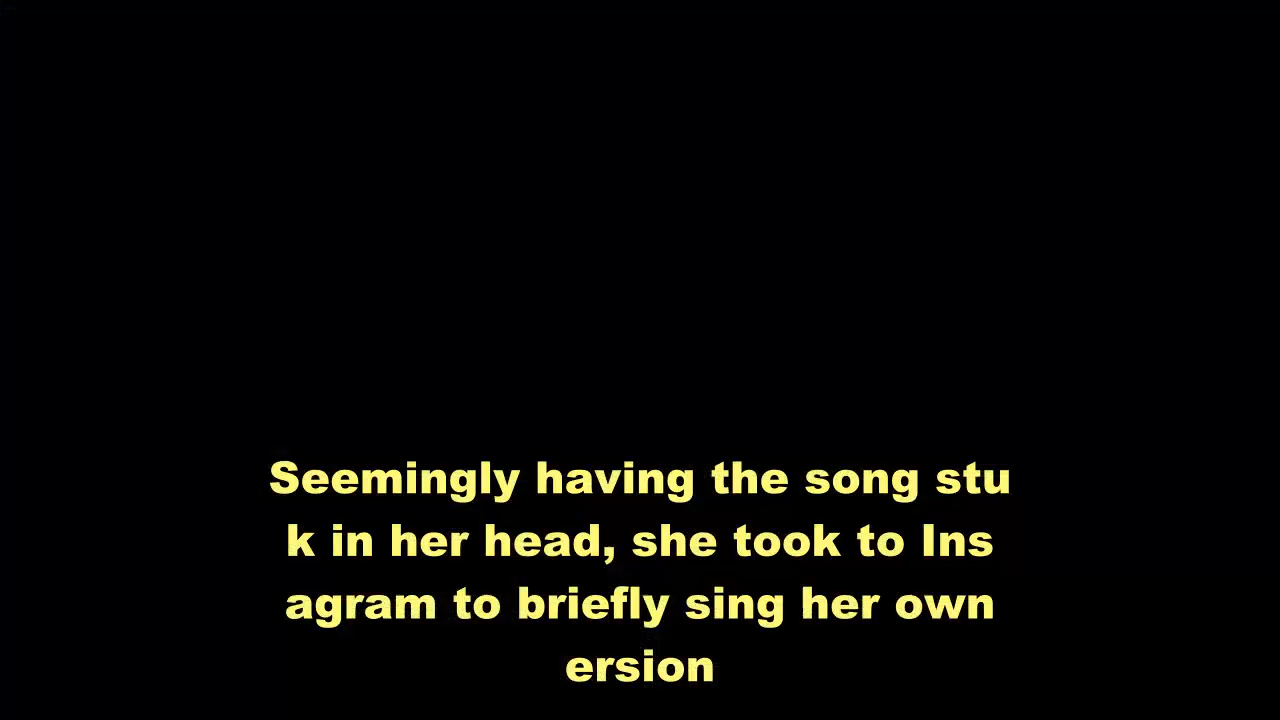 Seemingly having the song stu
k in her head, she took to Ins
agram to briefly sing her own
ersion